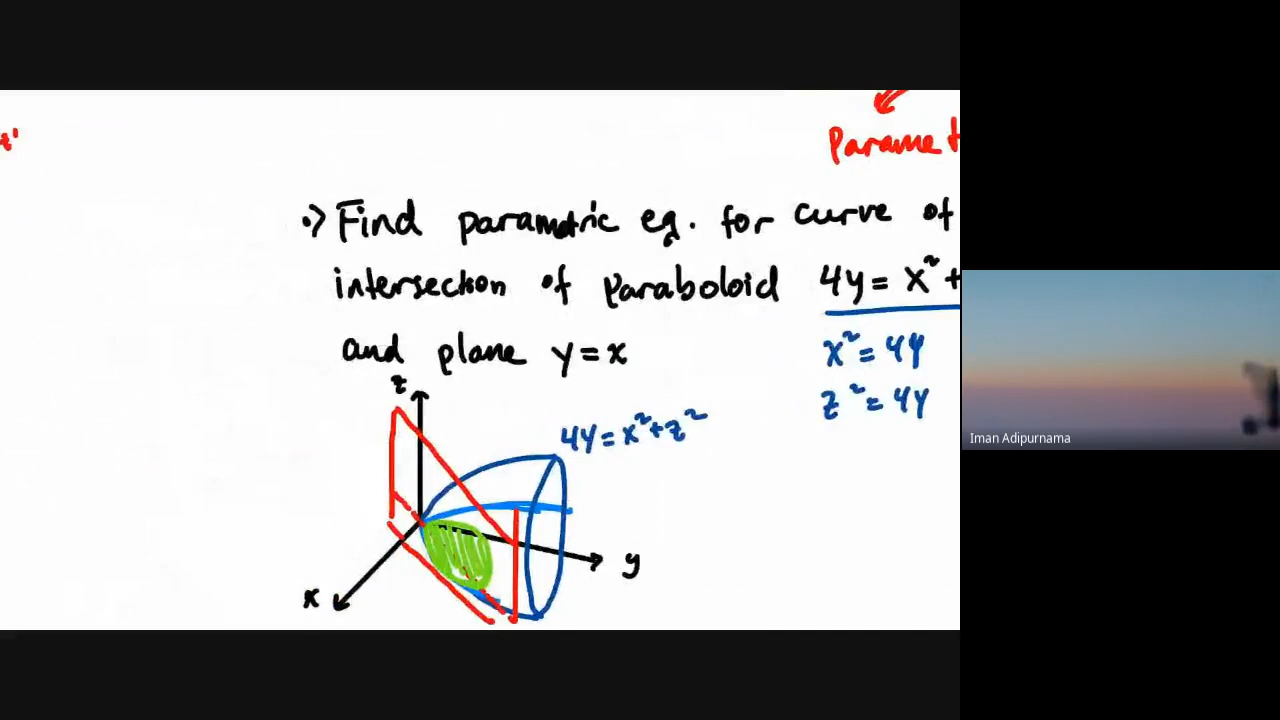 Paramet
•) Find parametric eq. for curve of
intersection of paraboloid 4y = x² +
and plane y = x
x² = 4y
z² = 4y
z
4y = x² + z²
y
x
Iman Adipurnama